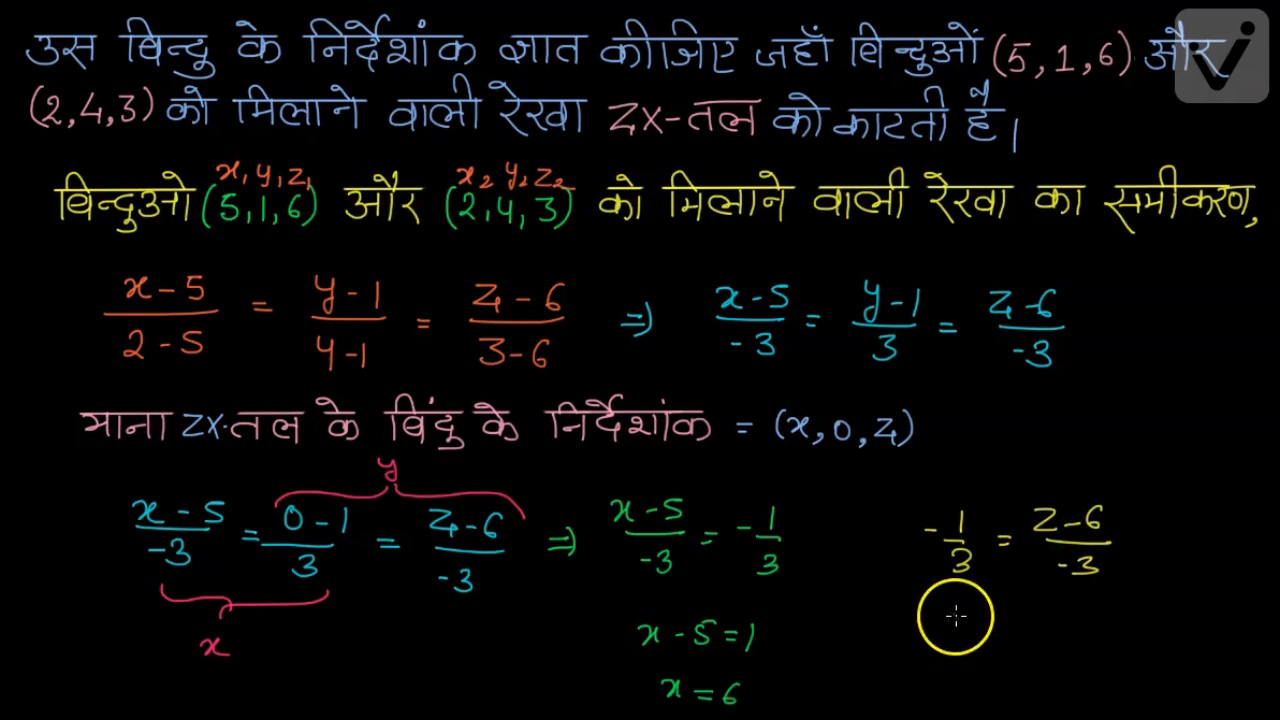 उस बिन्दु के निर्देशांक ज्ञात कीजिए जहाँ बिन्दुओं (5,1,6) और
(2,4,3) को मिलाने वाली रेखा ZX-तल को काटती है।
x₁ y₁ z₁ x₂ y₂ z₂
बिन्दुओ (5,1,6) और (2,4,3) को मिलाने वाली रेखा का समीकरण,
(x-5)/(2-5) = (y-1)/(4-1) = (z-6)/(3-6) ⇒ (x-5)/-3 = (y-1)/3 = (z-6)/-3
माना ZX-तल के बिंदु के निर्देशांक = (x,0,z)
y
(x-5)/-3 = (0-1)/3 = (z-6)/-3 ⇒ (x-5)/-3 = -1/3 -1/3 = (z-6)/-3
x x-5=1
x=6